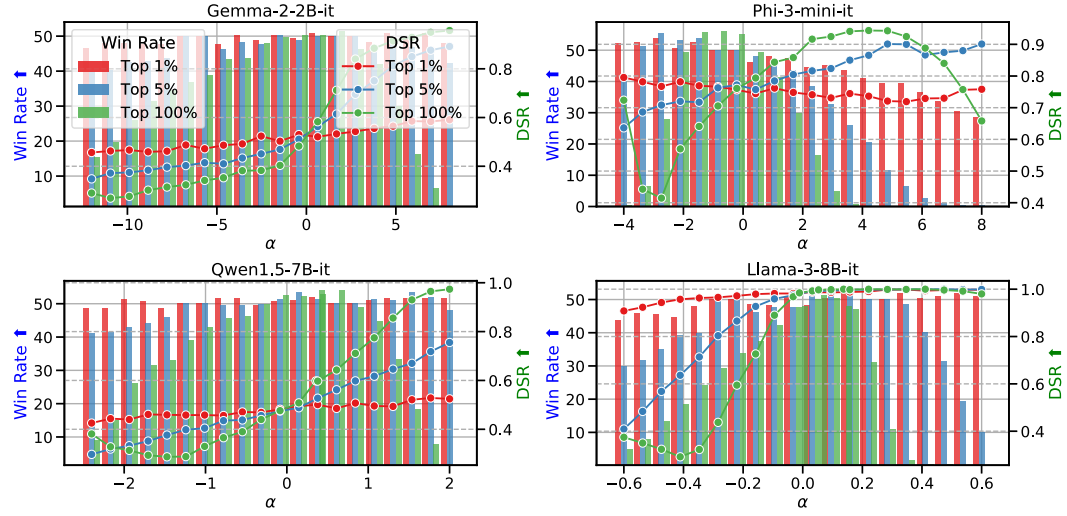 Gemma-2-2B-it
Win Rate ⬆
50
40
30
20
10
Win Rate
Top 1%
Top 5%
Top 100%
DSR
Top 1%
Top 5%
Top 100%
0.8
0.6
0.4
DSR ⬆
−10
−5
0
5
α
Phi-3-mini-it
Win Rate ⬆
50
40
30
20
10
0
0.9
0.8
0.7
0.6
0.5
0.4
DSR ⬆
−4
−2
0
2
4
6
8
α
Qwen1.5-7B-it
Win Rate ⬆
50
40
30
20
10
1.0
0.8
0.6
0.4
DSR ⬆
−2
−1
0
1
2
α
Llama-3-8B-it
Win Rate ⬆
50
40
30
20
10
1.0
0.8
0.6
0.4
DSR ⬆
−0.6
−0.4
−0.2
0.0
0.2
0.4
0.6
α